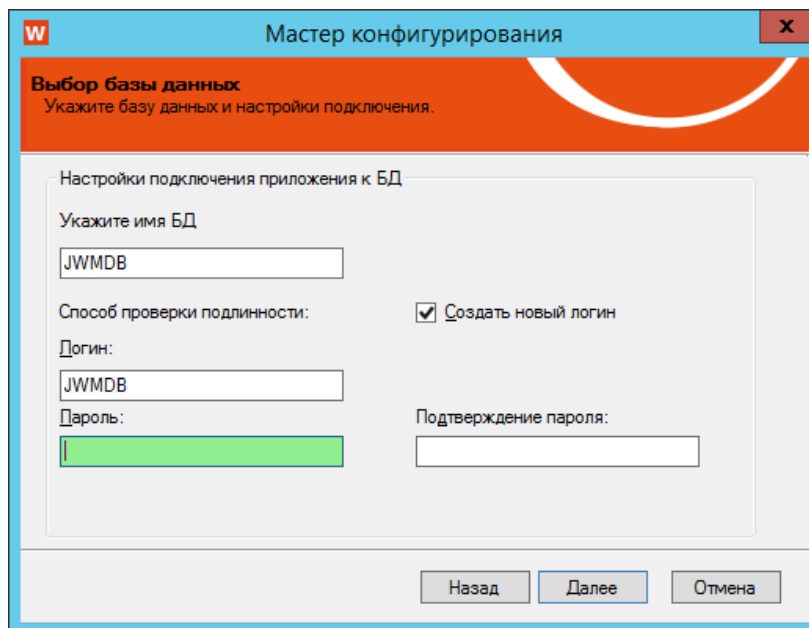 W
Мастер конфигурирования
x
Выбор базы данных
Укажите базу данных и настройки подключения.
Настройки подключения приложения к БД
Укажите имя БД
JWMDB
Способ проверки подлинности:
Создать новый логин
Логин:
JWMDB
Пароль:
Подтверждение пароля:
Назад
Далее
Отмена